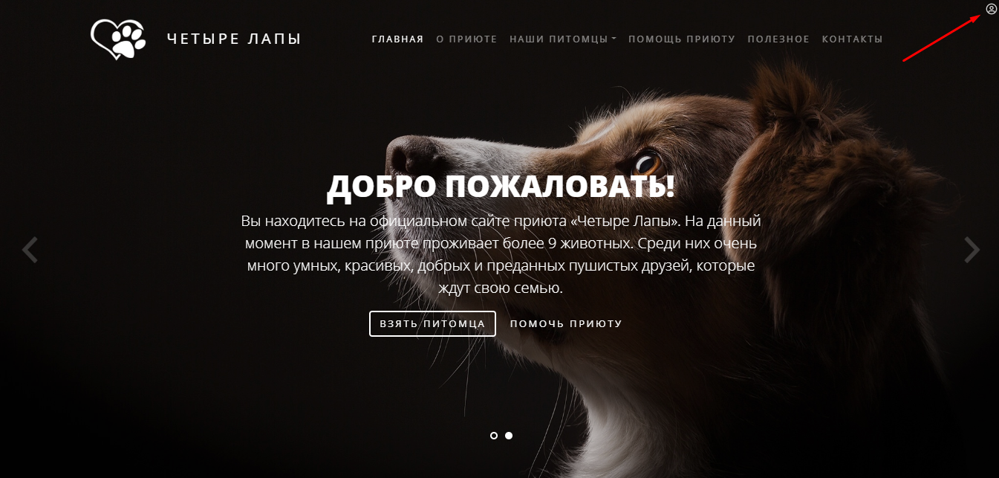 ЧЕТЫРЕ ЛАПЫ
ГЛАВНАЯ О ПРИЮТЕ НАШИ ПИТОМЦЫ ПОМОЩЬ ПРИЮТУ ПОЛЕЗНОЕ КОНТАКТЫ
ДОБРО ПОЖАЛОВАТЬ!
Вы находитесь на официальном сайте приюта «Четыре Лапы». На данный
момент в нашем приюте проживает более 9 животных. Среди них очень
много умных, красивых, добрых и преданных пушистых друзей, которые
ждут свою семью.
ВЗЯТЬ ПИТОМЦА ПОМОЧЬ ПРИЮТУ